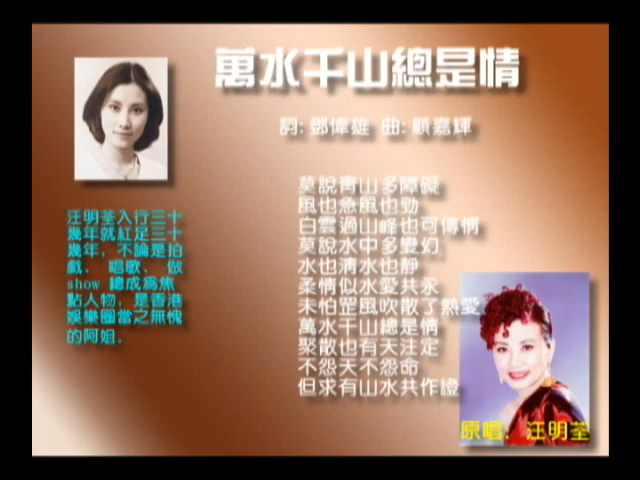 萬水千山總是情
詞: 鄧偉雄 曲: 顧嘉輝
汪明荃入行三十
幾年就紅足三十
幾年，不論是拍
戲、 唱歌、 做
show 總成為焦
點人物，是香港
娛樂圈當之無愧
的阿姐．
莫說青山多障礙
風也急風也勁
白雲過山峰也可傳情
莫說水中多變幻
水也清水也靜
柔情似水愛共永
未怕罡風吹散了熱愛
萬水千山總是情
聚散也有天注定
不怨天不怨命
但求有山水共作證
原唱： 汪明荃